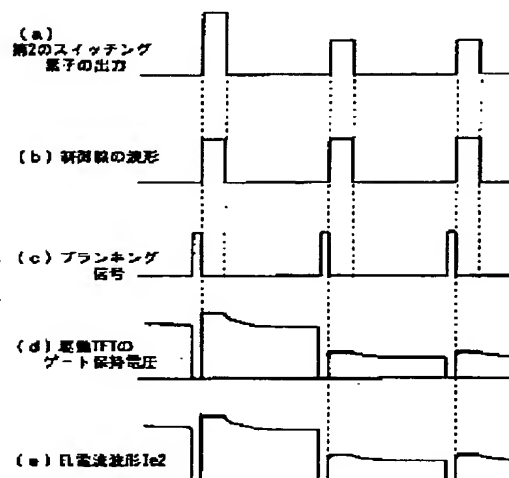 (a)
第2のスイッチング
素子の出力
(b) 制御線の波形
(c) ブランキング
信号
(d) 駆動TFTの
ゲート保持電圧
(e) EL電流波形Ie2